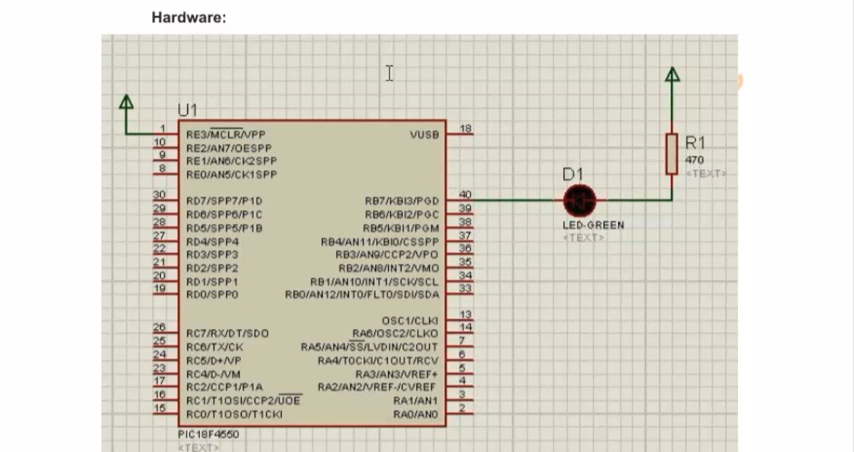 Hardware:
U1
1 RE3/MCLR/VPP VUSB 18
10 RE2/AN7/OESPP
9 RE1/AN6/CK2SPP
8 RE0/AN5/CK1SPP
30 RD7/SPP7/P1D RB7/KBI3/PGD 40
29 RD6/SPP6/P1C RB6/KBI2/PGC 39
28 RD5/SPP5/P1B RB5/KBI1/PGM 38
27 RD4/SPP4 RB4/AN11/KBI0/CSSPP 37
22 RD3/SPP3 RB3/AN9/CCP2/VPO 36
21 RD2/SPP2 RB2/AN8/INT2/VMO 35
20 RD1/SPP1 RB1/AN10/INT1/SCK/SCL 34
19 RD0/SPP0 RB0/AN12/INT0/FLT0/SDI/SDA 33
OSC1/CLKI 13
26 RC7/RX/DT/SDO RA6/OSC2/CLKO 14
25 RC6/TX/CK RA5/AN4/SS/LVDIN/C2OUT 7
24 RC5/D+/VP RA4/T0CKI/C1OUT/RCV 6
23 RC4/D-/VM RA3/AN3/VREF+ 5
17 RC2/CCP1/P1A RA2/AN2/VREF-/CVREF 4
16 RC1/T1OSI/CCP2/UOE RA1/AN1 3
15 RC0/T1OSO/T1CKI RA0/AN0 2
PIC18F4550
<TEXT>
D1
LED-GREEN
<TEXT>
R1
470
<TEXT>